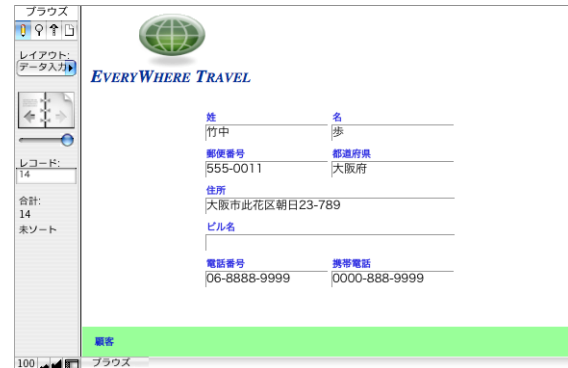 ブラウズ
レイアウト:
データ入力
レコード:
14
合計:
14
未ソート
EVERYWHERE TRAVEL
姓 名
竹中 歩
郵便番号 都道府県
555-0011 大阪府
住所
大阪市此花区朝日23-789
ビル名
電話番号 携帯電話
06-8888-9999 0000-888-9999
顧客
100 ブラウズ